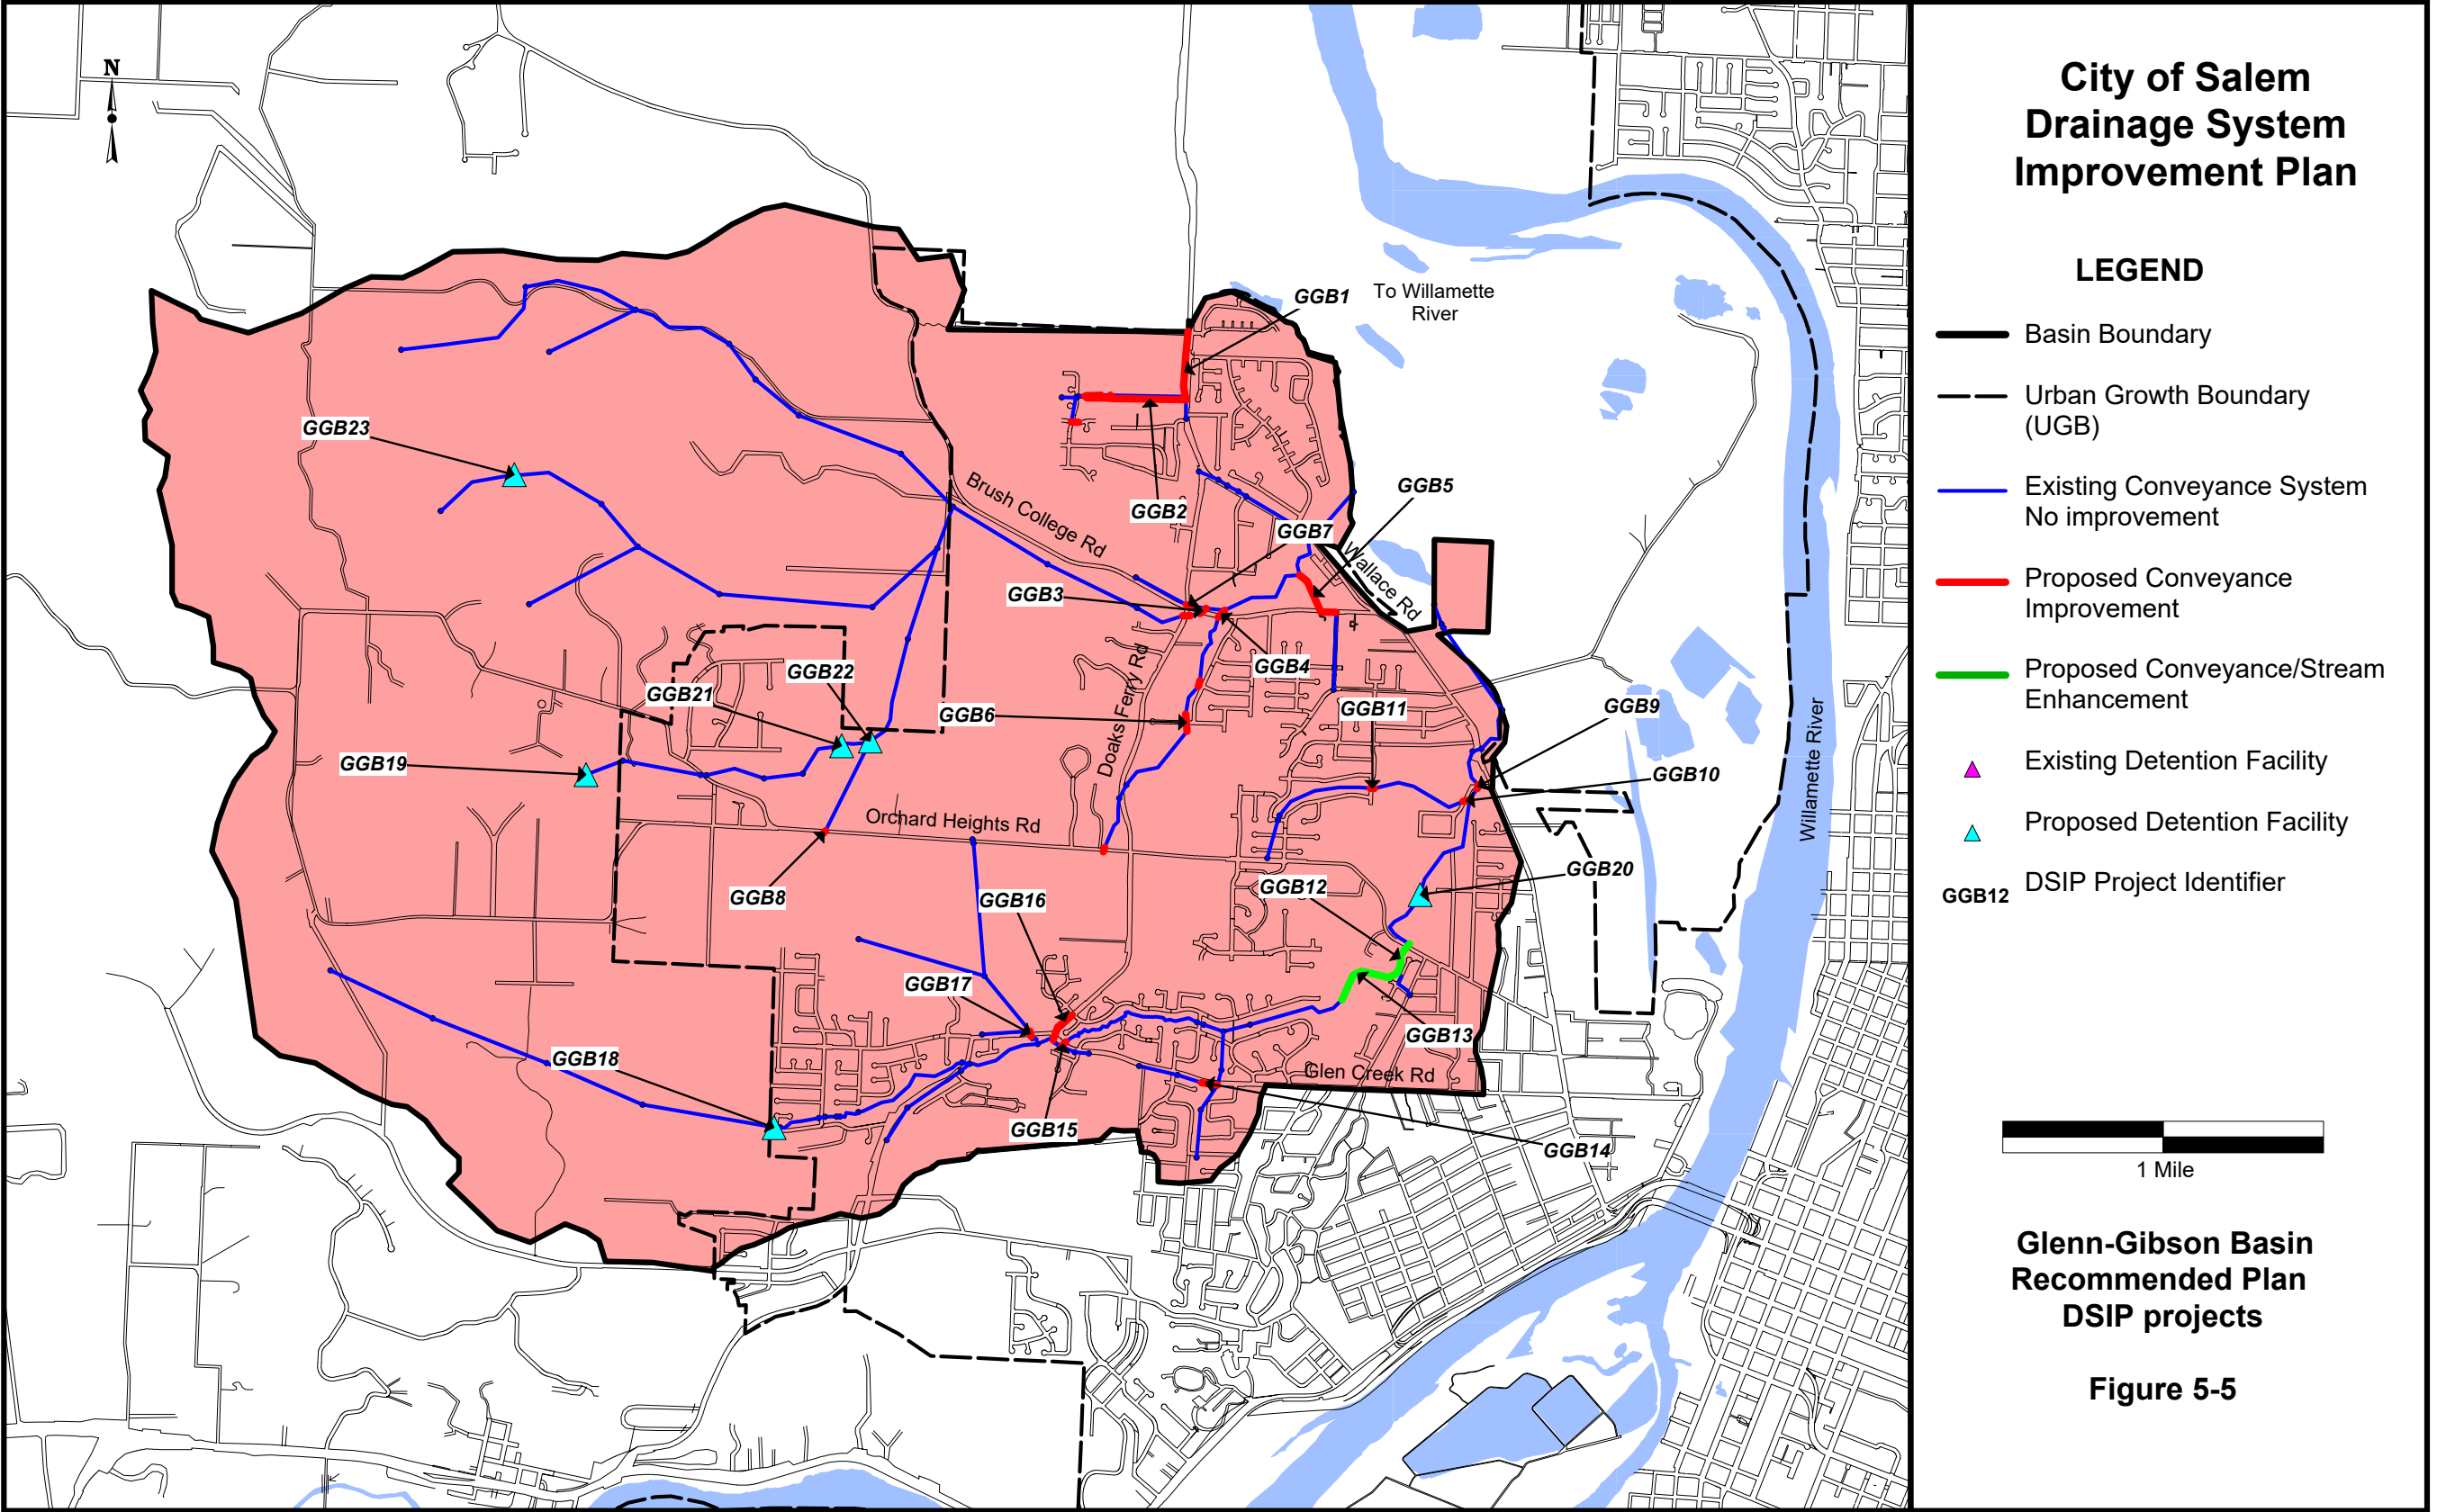 City of Salem
Drainage System
Improvement Plan
LEGEND
Basin Boundary
Urban Growth Boundary
(UGB)
Existing Conveyance System
No improvement
Proposed Conveyance
Improvement
Proposed Conveyance/Stream
Enhancement
Existing Detention Facility
Proposed Detention Facility
GGB12 DSIP Project Identifier
1 Mile
Glenn-Gibson Basin
Recommended Plan
DSIP projects
Figure 5-5
N
To Willamette
River
GGB1
GGB23
GGB2
GGB5
GGB7
Brush College Rd
Wallace Rd
GGB3
GGB4
GGB22
GGB21
GGB6
Doaks Ferry Rd
GGB11
GGB9
GGB19
GGB10
Willamette River
Orchard Heights Rd
GGB8
GGB16
GGB12
GGB20
GGB17
GGB13
GGB18
Glen Creek Rd
GGB15
GGB14